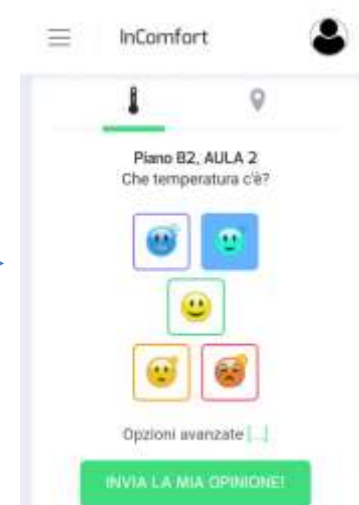 InComfort
Piano B2, AULA 2
Che temperatura c'è?
Opzioni avanzate [...]
INVIA LA MIA OPINIONE!